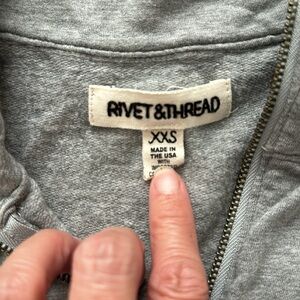 RIVET&THREAD
XXS
MADE IN
THE USA
WITH